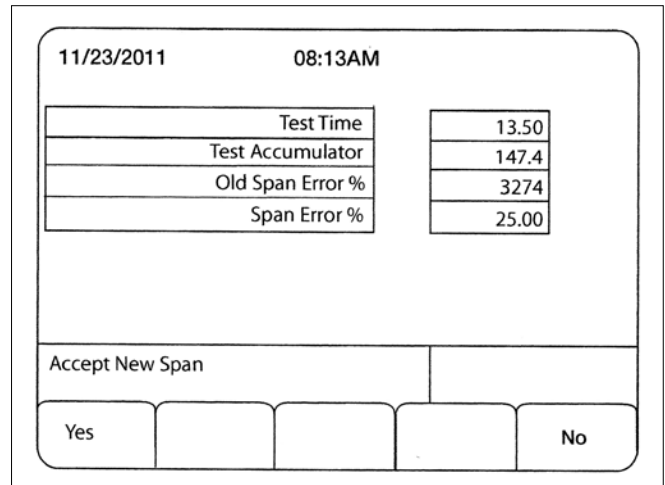 11/23/2011 08:13AM
Test Time 13.50
Test Accumulator 147.4
Old Span Error % 3274
Span Error % 25.00
Accept New Span
Yes No